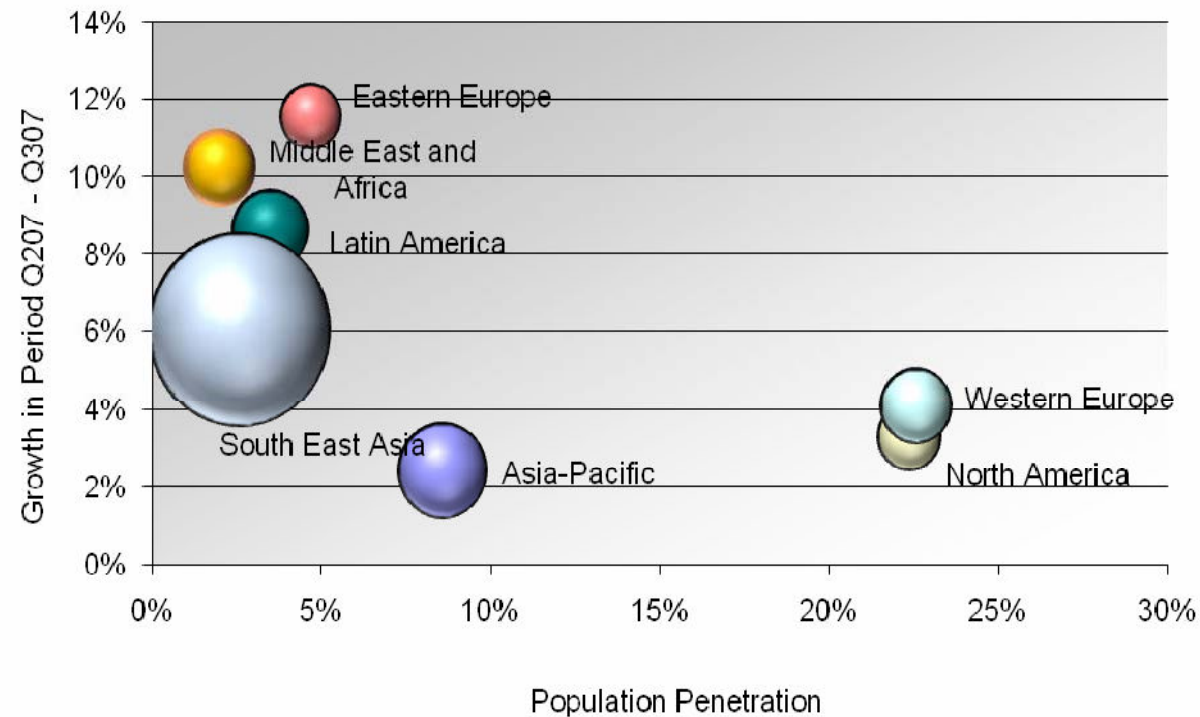 14%
12%
10%
8%
6%
4%
2%
0%
Growth in Period Q207 - Q307
Eastern Europe
Middle East and
Africa
Latin America
South East Asia
Asia-Pacific
Western Europe
North America
0% 5% 10% 15% 20% 25% 30%
Population Penetration